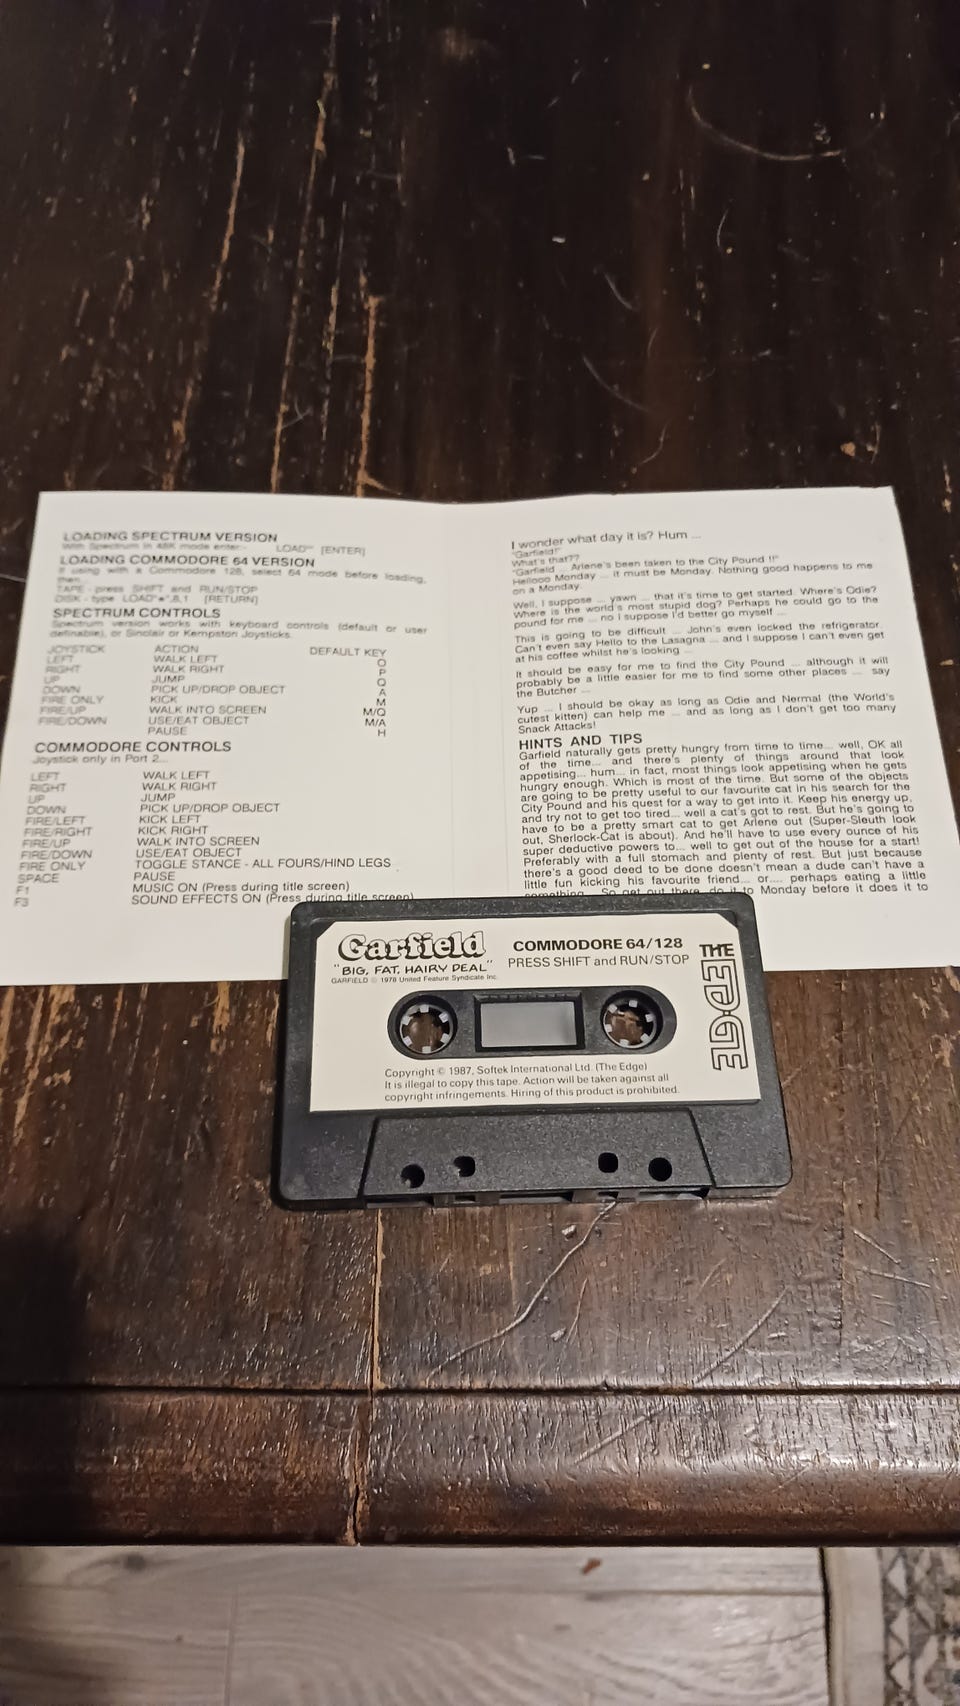 LOADING SPECTRUM VERSION
With Spectrum in 48K mode enter:- LOAD"" [ENTER]
LOADING COMMODORE 64 VERSION
If using with a Commodore 128, select 64 mode before loading,
then...
TAPE - press SHIFT and RUN/STOP
DISK - type LOAD"*",8,1 [RETURN]
SPECTRUM CONTROLS
Spectrum version works with keyboard controls (default or user
definable), or Sinclair or Kempston Joysticks.
JOYSTICK ACTION DEFAULT KEY
LEFT WALK LEFT O
RIGHT WALK RIGHT P
UP JUMP Q
DOWN PICK UP/DROP OBJECT A
FIRE ONLY KICK M
FIRE/UP WALK INTO SCREEN M/Q
FIRE/DOWN USE/EAT OBJECT M/A
PAUSE H
COMMODORE CONTROLS
Joystick only in Port 2...
LEFT WALK LEFT
RIGHT WALK RIGHT
UP JUMP
DOWN PICK UP/DROP OBJECT
FIRE/LEFT KICK LEFT
FIRE/RIGHT KICK RIGHT
FIRE/UP WALK INTO SCREEN
FIRE/DOWN USE/EAT OBJECT
FIRE ONLY TOGGLE STANCE - ALL FOURS/HIND LEGS
SPACE PAUSE
F1 MUSIC ON (Press during title screen)
F3 SOUND EFFECTS ON (Press during title screen)
I wonder what day it is? Hum ...
"Garfield!"
What's that??
"Garfield ... Arlene's been taken to the City Pound !!"
Hellooo Monday ... it must be Monday. Nothing good happens to me
on a Monday.
Well, I suppose ... yawn ... that it's time to get started. Where's Odie?
Where is the world's most stupid dog? Perhaps he could go to the
pound for me ... no I suppose I'd better go myself ...
This is going to be difficult ... John's even locked the refrigerator.
Can't even say Hello to the Lasagna ... and I suppose I can't even get
at his coffee whilst he's looking ...
It should be easy for me to find the City Pound ... although it will
probably be a little easier for me to find some other places ... say
the Butcher ...
Yup ... I should be okay as long as Odie and Nermal (the World's
cutest kitten) can help me ... and as long as I don't get too many
Snack Attacks!
HINTS AND TIPS
Garfield naturally gets pretty hungry from time to time... well, OK all
of the time... and there's plenty of things around that look
appetising... hum... in fact, most things look appetising when he gets
hungry enough. Which is most of the time. But some of the objects
are going to be pretty useful to our favourite cat in his search for the
City Pound and his quest for a way to get into it. Keep his energy up,
and try not to get too tired... well a cat's got to rest. But he's going to
have to be a pretty smart cat to get Arlene out (Super-Sleuth look
out, Sherlock-Cat is about). And he'll have to use every ounce of his
super deductive powers to... well to get out of the house for a start!
Preferably with a full stomach and plenty of rest. But just because
there's a good deed to be done doesn't mean a dude can't have a
little fun kicking his favourite friend... or.... perhaps eating a little
something... So get out there, do it to Monday before it does it to
Garfield
"BIG, FAT, HAIRY DEAL"
GARFIELD © 1978 United Feature Syndicate Inc.
COMMODORE 64/128
PRESS SHIFT and RUN/STOP
THE
EDGE
Copyright © 1987, Softek International Ltd. (The Edge)
It is illegal to copy this tape. Action will be taken against all
copyright infringements. Hiring of this product is prohibited.